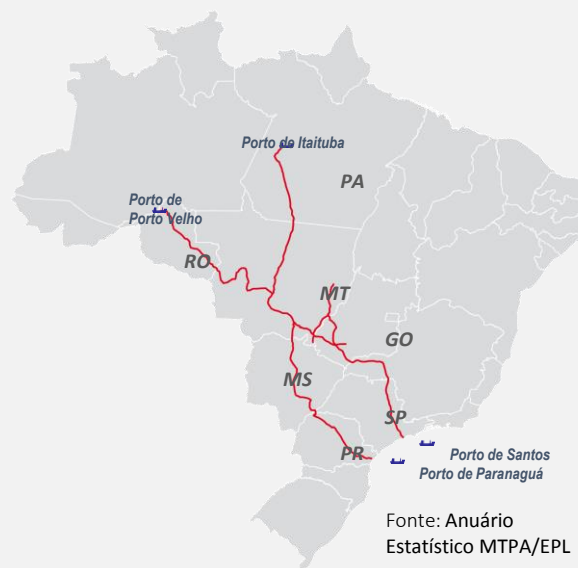 Porto de Itaituba
PA
Porto de
Porto Velho
RO
MT
GO
MS
SP
PR
Porto de Santos
Porto de Paranaguá
Fonte: Anuário
Estatístico MTPA/EPL